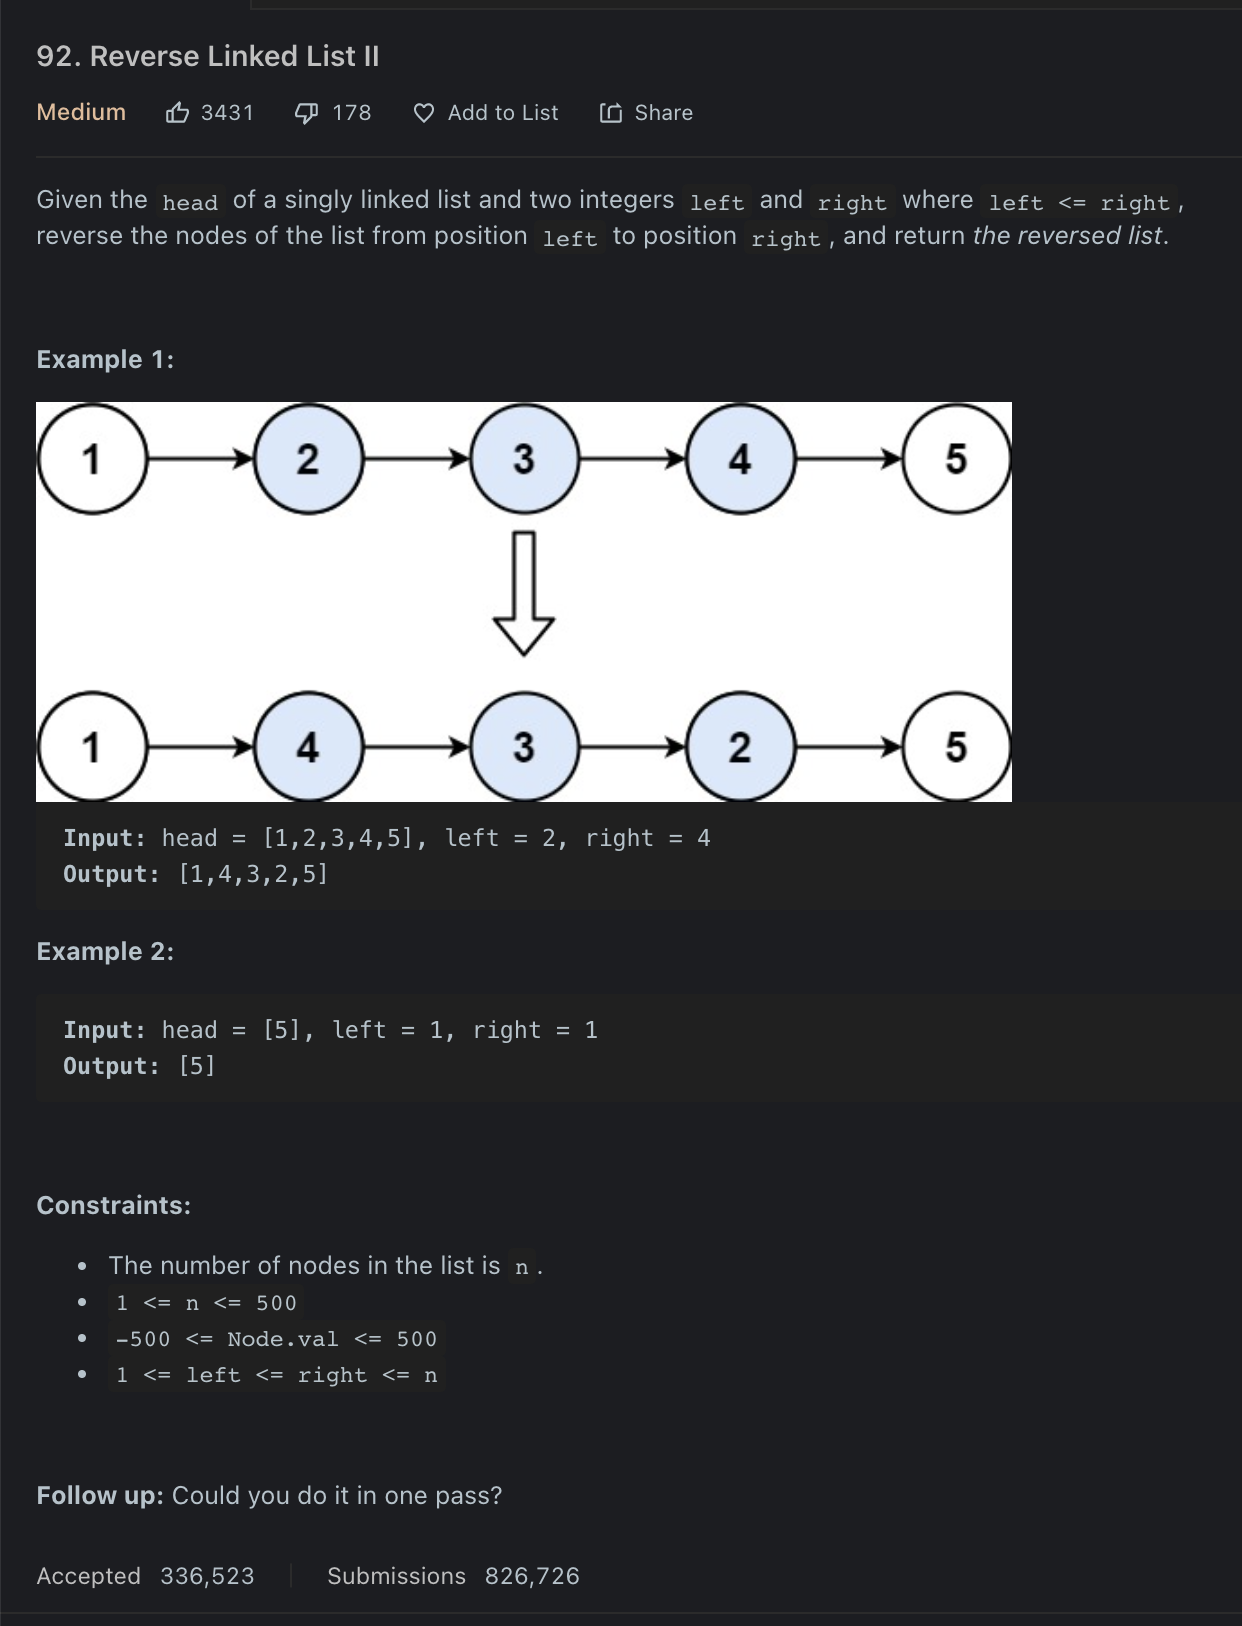 92. Reverse Linked List II
Medium 3431 178 Add to List Share
Given the head of a singly linked list and two integers left and right where left <= right,
reverse the nodes of the list from position left to position right, and return the reversed list.
Example 1:
1 2 3 4 5
1 4 3 2 5
Input: head = [1,2,3,4,5], left = 2, right = 4
Output: [1,4,3,2,5]
Example 2:
Input: head = [5], left = 1, right = 1
Output: [5]
Constraints:
• The number of nodes in the list is n.
• 1 <= n <= 500
• -500 <= Node.val <= 500
• 1 <= left <= right <= n
Follow up: Could you do it in one pass?
Accepted 336,523 Submissions 826,726